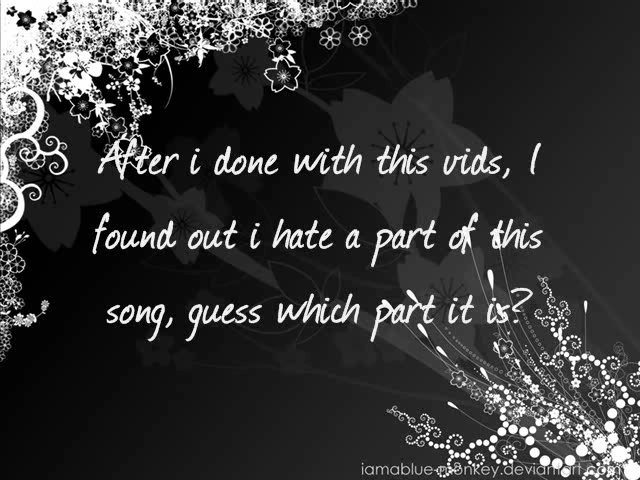 After i done with this vids, I
found out i hate a part of this
song, guess which part it is?
iamablue-monkey.deviantart.com